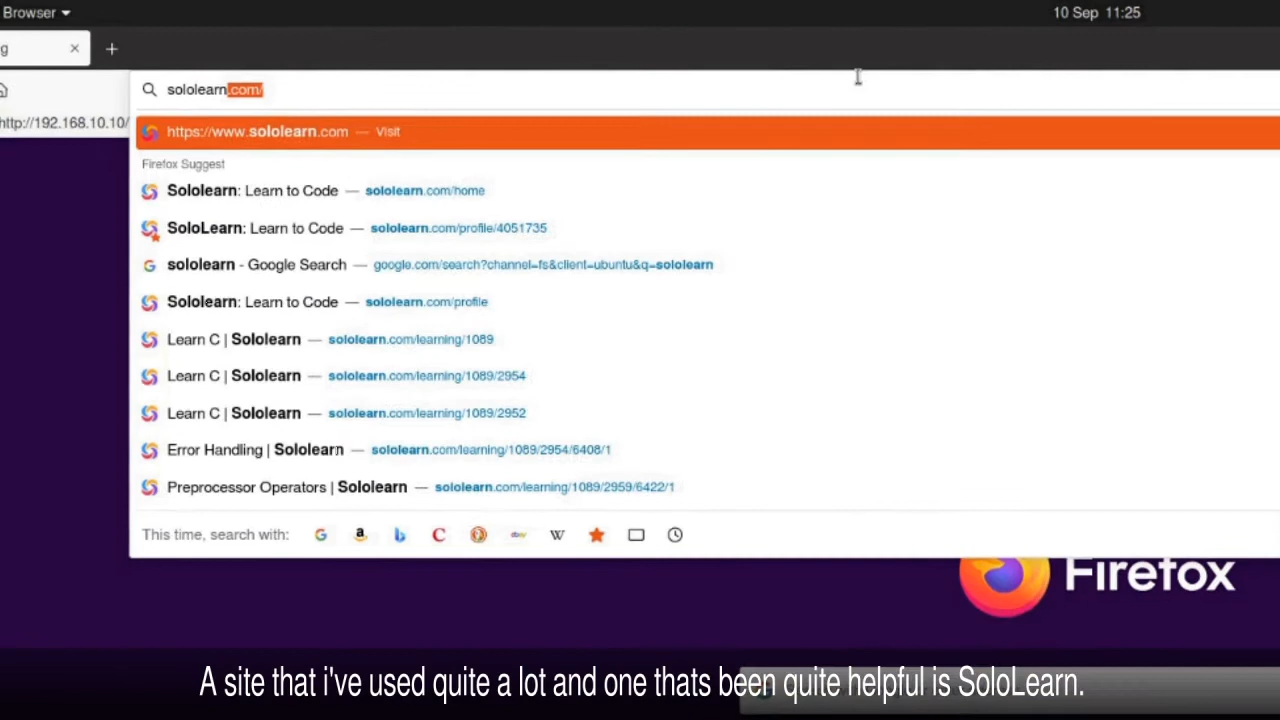 Browser
10 Sep 11:25
g
sololearn.com/
http://192.168.10.10/
https://www.sololearn.com — Visit
Firefox Suggest
Sololearn: Learn to Code — sololearn.com/home
SoloLearn: Learn to Code — sololearn.com/profile/4051735
sololearn - Google Search — google.com/search?channel=fs&client=ubuntu&q=sololearn
Sololearn: Learn to Code — sololearn.com/profile
Learn C | Sololearn — sololearn.com/learning/1089
Learn C | Sololearn — sololearn.com/learning/1089/2954
Learn C | Sololearn — sololearn.com/learning/1089/2952
Error Handling | Sololearn — sololearn.com/learning/1089/2954/6408/1
Preprocessor Operators | Sololearn — sololearn.com/learning/1089/2959/6422/1
This time, search with:
Firefox
A site that i've used quite a lot and one thats been quite helpful is SoloLearn.